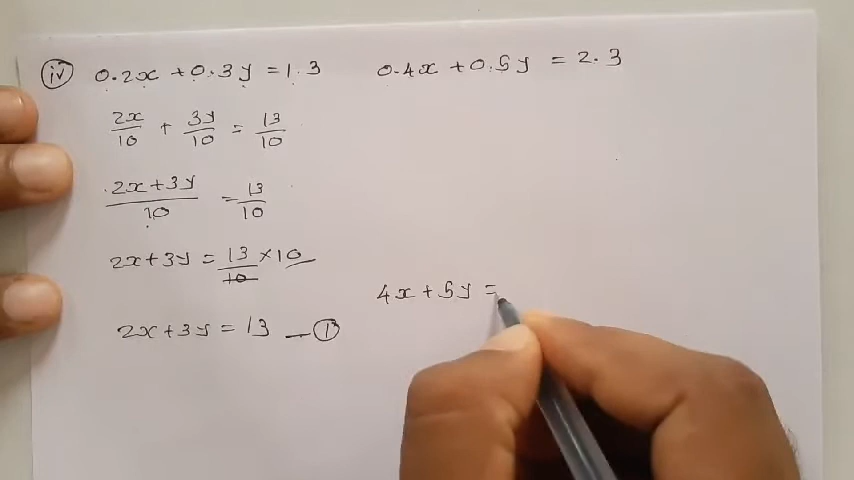 iv 0.2x + 0.3y = 1.3 0.4x + 0.5y = 2.3
2x/10 + 3y/10 = 13/10
2x+3y/10 = 13/10
2x+3y = 13/10 × 10
4x + 5y =
2x+3y = 13 — 1